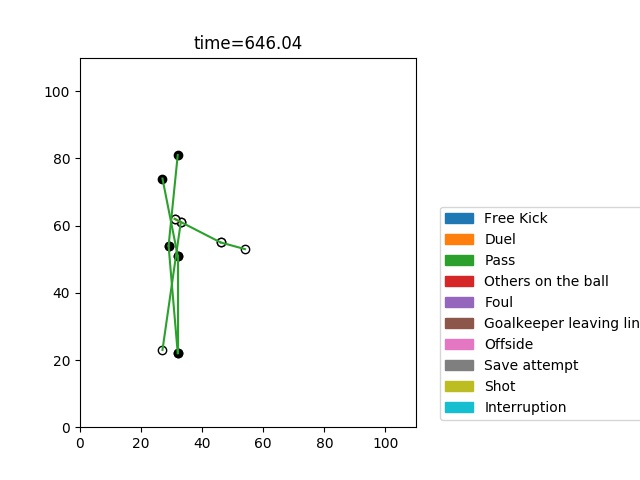 time=646.04
100
80
60
40
20
0
0 20 40 60 80 100
Free Kick
Duel
Pass
Others on the ball
Foul
Goalkeeper leaving lin
Offside
Save attempt
Shot
Interruption